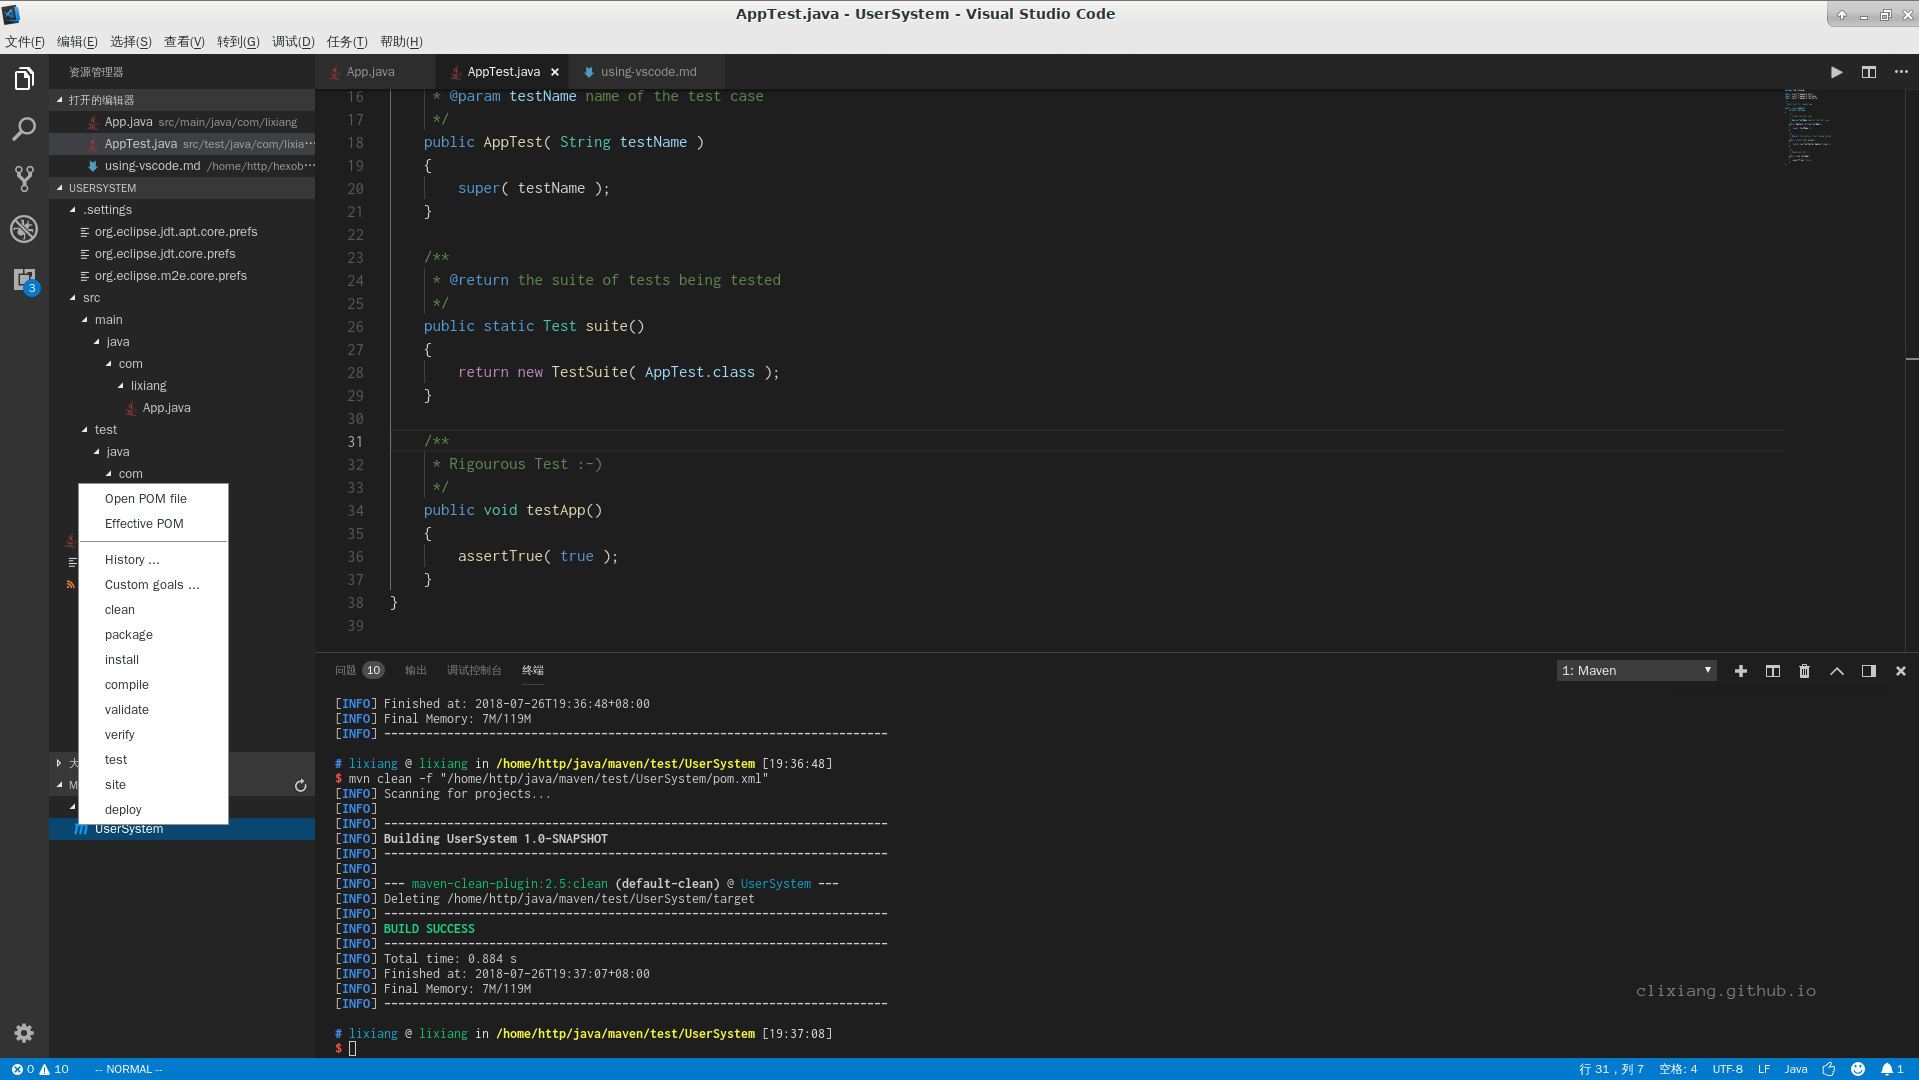 AppTest.java - UserSystem - Visual Studio Code
文件(F) 编辑(E) 选择(S) 查看(V) 转到(G) 调试(D) 任务(T) 帮助(H)
资源管理器
打开的编辑器
App.java src/main/java/com/lixiang
AppTest.java src/test/java/com/lixia···
using-vscode.md /home/http/hexob···
USERSYSTEM
.settings
org.eclipse.jdt.apt.core.prefs
org.eclipse.jdt.core.prefs
org.eclipse.m2e.core.prefs
src
main
java
com
lixiang
App.java
test
java
com
Open POM file
Effective POM
History ...
Custom goals ...
clean
package
install
compile
validate
verify
test
site
deploy
大
M
UserSystem
3
App.java AppTest.java using-vscode.md
16 * @param testName name of the test case
17 */
18 public AppTest( String testName )
19 {
20 super( testName );
21 }
22
23 /**
24 * @return the suite of tests being tested
25 */
26 public static Test suite()
27 {
28 return new TestSuite( AppTest.class );
29 }
30
31 /**
32 * Rigourous Test :-)
33 */
34 public void testApp()
35 {
36 assertTrue( true );
37 }
38 }
39
问题 10 输出 调试控制台 终端 1: Maven
[INFO] Finished at: 2018-07-26T19:36:48+08:00
[INFO] Final Memory: 7M/119M
[INFO] ------------------------------------------------------------------------
# lixiang @ lixiang in /home/http/java/maven/test/UserSystem [19:36:48]
$ mvn clean -f "/home/http/java/maven/test/UserSystem/pom.xml"
[INFO] Scanning for projects...
[INFO]
[INFO] ------------------------------------------------------------------------
[INFO] Building UserSystem 1.0-SNAPSHOT
[INFO] ------------------------------------------------------------------------
[INFO]
[INFO] --- maven-clean-plugin:2.5:clean (default-clean) @ UserSystem ---
[INFO] Deleting /home/http/java/maven/test/UserSystem/target
[INFO] ------------------------------------------------------------------------
[INFO] BUILD SUCCESS
[INFO] ------------------------------------------------------------------------
[INFO] Total time: 0.884 s
[INFO] Finished at: 2018-07-26T19:37:07+08:00
[INFO] Final Memory: 7M/119M
[INFO] ------------------------------------------------------------------------
# lixiang @ lixiang in /home/http/java/maven/test/UserSystem [19:37:08]
$
clixiang.github.io
0 10 -- NORMAL -- 行 31，列 7 空格: 4 UTF-8 LF Java 1